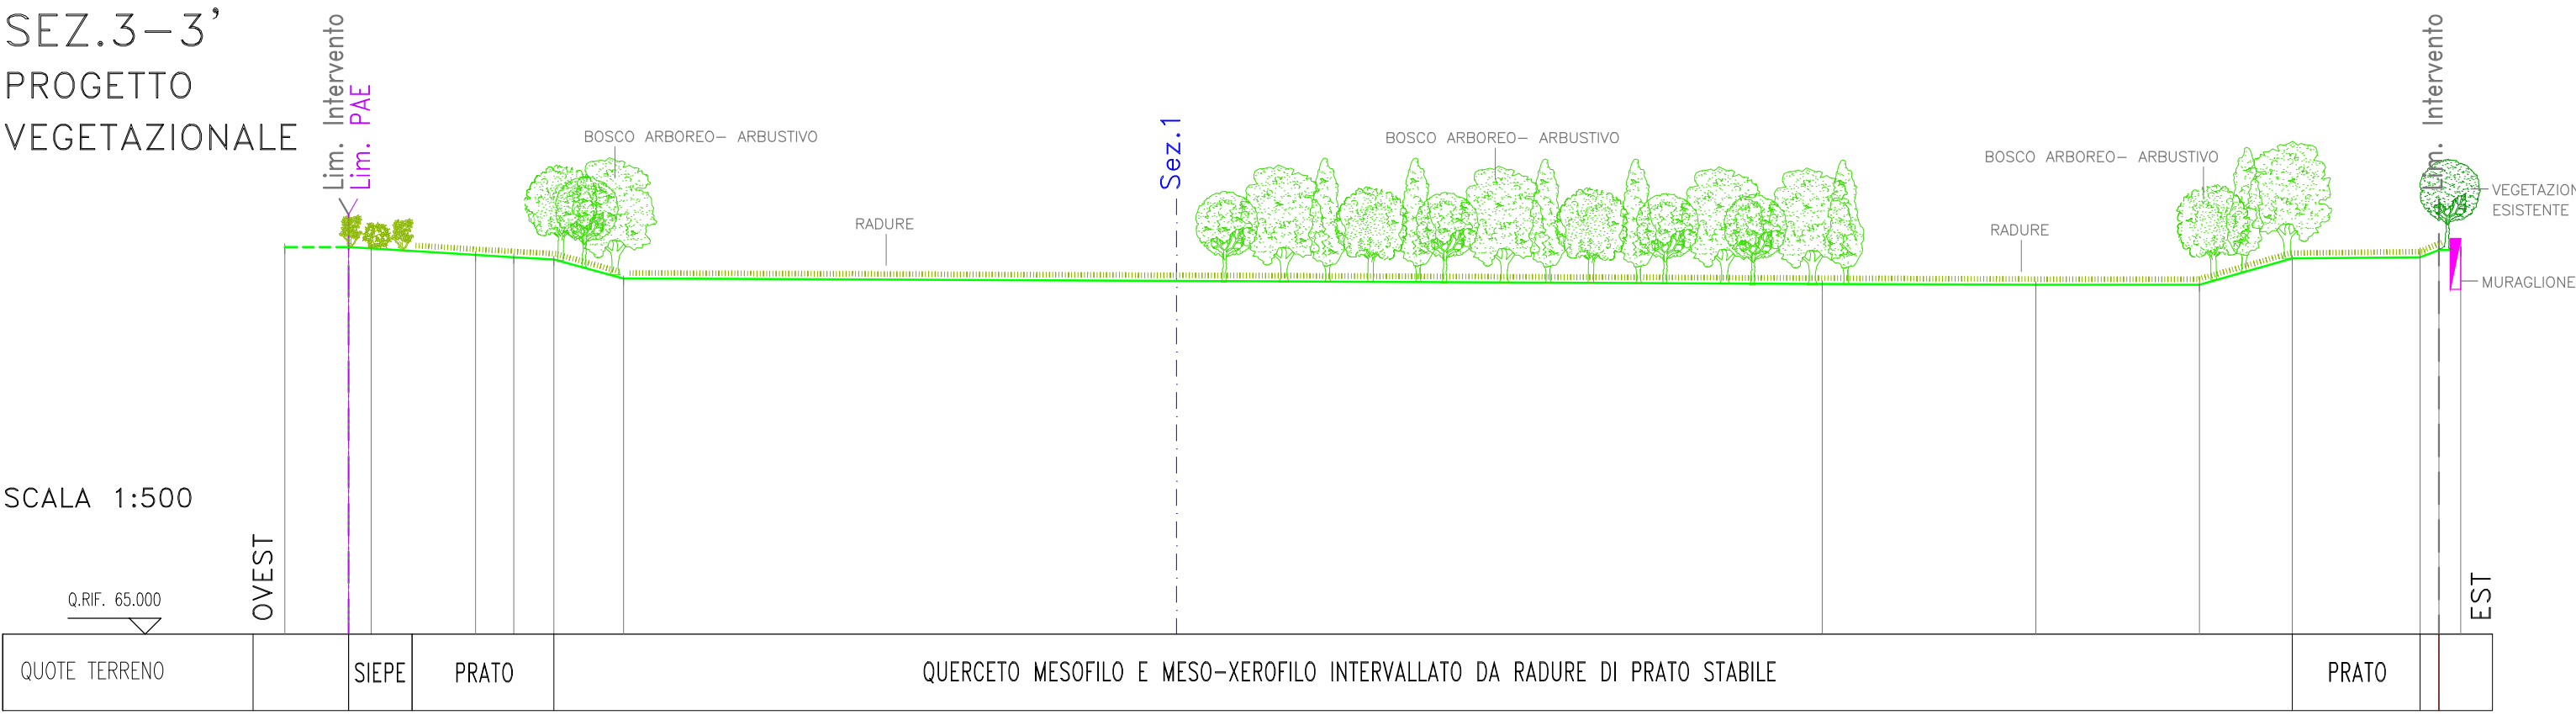 SEZ.3-3'
PROGETTO
VEGETAZIONALE
Lim. Intervento
Lim. PAE
BOSCO ARBOREO- ARBUSTIVO
RADURE
Sez.1
BOSCO ARBOREO- ARBUSTIVO
BOSCO ARBOREO- ARBUSTIVO
RADURE
Lim. Intervento
VEGETAZION
ESISTENTE
MURAGLIONE
SCALA 1:500
OVEST
EST
Q.RIF. 65.000
QUOTE TERRENO
SIEPE
PRATO
QUERCETO MESOFILO E MESO-XEROFILO INTERVALLATO DA RADURE DI PRATO STABILE
PRATO